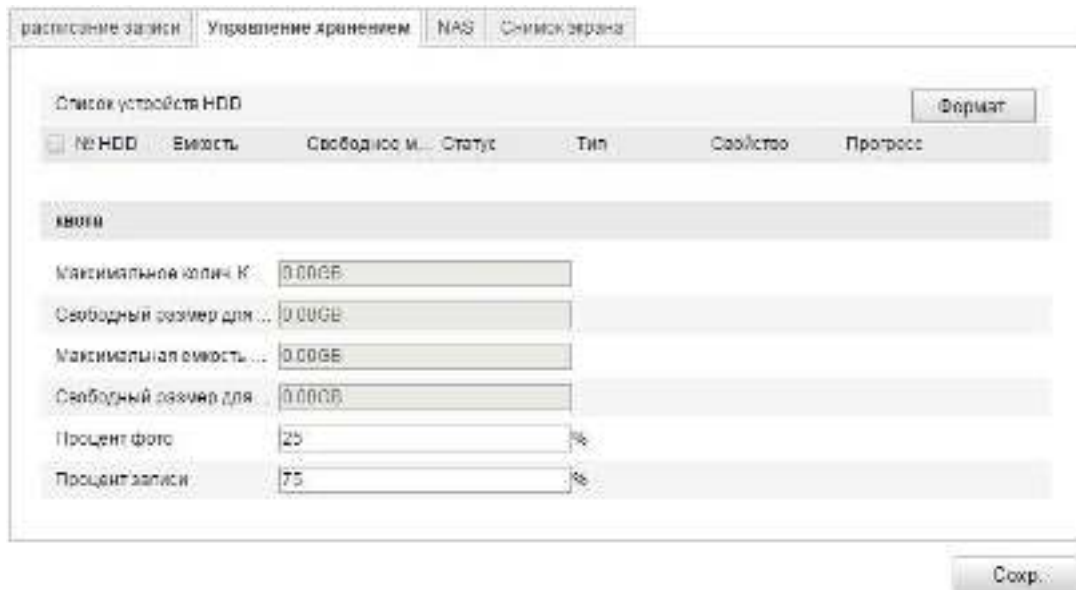 расписание записи Управление хранением NAS Снимок экрана
Список устройств HDD Формат
№ HDD Емкость Свободное м... Статус Тип Свойство Прогресс
квота
Максимальное колич. К... 0.00GB
Свободный размер для ... 0.00GB
Максимальная емкость ... 0.00GB
Свободный размер для ... 0.00GB
Процент фото 25 %
Процент записи 75 %
Сохр.